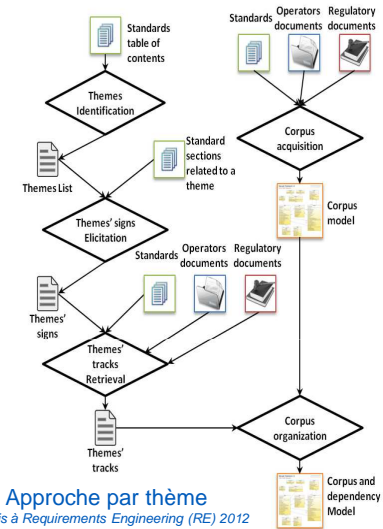 Standards
table of
contents
Themes
Identification
Themes List
Standard
sections
related to a
theme
Themes' signs
Elicitation
Themes'
signs
Standards
Operators
documents
Regulatory
documents
Themes'
tracks
Retrieval
Themes'
tracks
Standards
Operators
documents
Regulatory
documents
Corpus
acquisition
Corpus
model
Corpus
organization
Corpus and
dependency
Model
Approche par thème
is à Requirements Engineering (RE) 2012